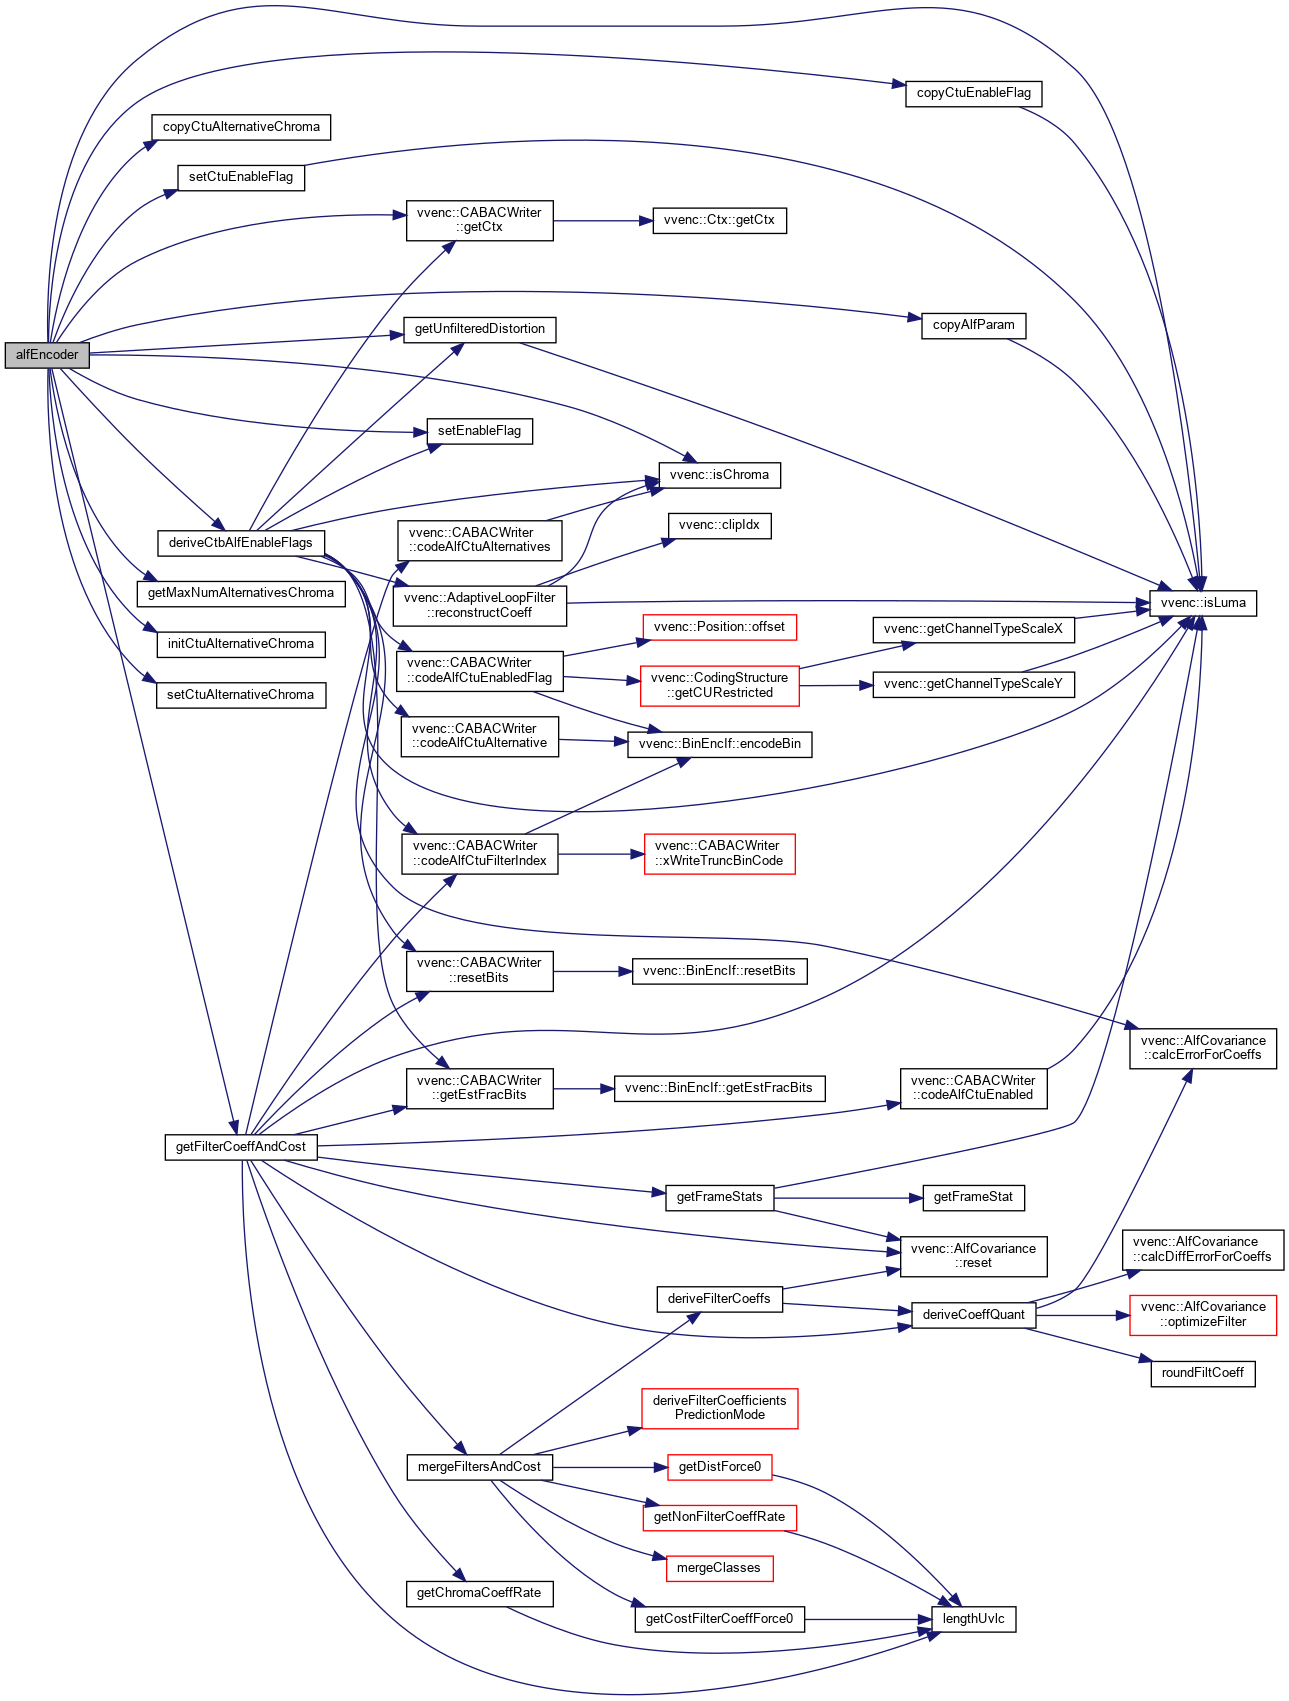 copyCtuEnableFlag
copyCtuAlternativeChroma
setCtuEnableFlag
vvenc::CABACWriter
::getCtx
vvenc::Ctx::getCtx
copyAlfParam
getUnfilteredDistortion
alfEncoder
setEnableFlag
vvenc::isChroma
vvenc::clipIdx
deriveCtbAlfEnableFlags
vvenc::CABACWriter
::codeAlfCtuAlternatives
getMaxNumAlternativesChroma
vvenc::AdaptiveLoopFilter
::reconstructCoeff
vvenc::isLuma
vvenc::Position::offset
vvenc::getChannelTypeScaleX
initCtuAlternativeChroma
vvenc::CABACWriter
::codeAlfCtuEnabledFlag
vvenc::CodingStructure
::getCURestricted
vvenc::getChannelTypeScaleY
setCtuAlternativeChroma
vvenc::CABACWriter
::codeAlfCtuAlternative
vvenc::BinEncIf::encodeBin
vvenc::CABACWriter
::codeAlfCtuFilterIndex
vvenc::CABACWriter
::xWriteTruncBinCode
vvenc::CABACWriter
::resetBits
vvenc::BinEncIf::resetBits
vvenc::AlfCovariance
::calcErrorForCoeffs
vvenc::CABACWriter
::getEstFracBits
vvenc::BinEncIf::getEstFracBits
vvenc::CABACWriter
::codeAlfCtuEnabled
getFilterCoeffAndCost
getFrameStats
getFrameStat
vvenc::AlfCovariance
::reset
vvenc::AlfCovariance
::calcDiffErrorForCoeffs
deriveFilterCoeffs
deriveCoeffQuant
vvenc::AlfCovariance
::optimizeFilter
roundFiltCoeff
deriveFilterCoefficients
PredictionMode
mergeFiltersAndCost
getDistForce0
getNonFilterCoeffRate
mergeClasses
getChromaCoeffRate
getCostFilterCoeffForce0
lengthUvlc